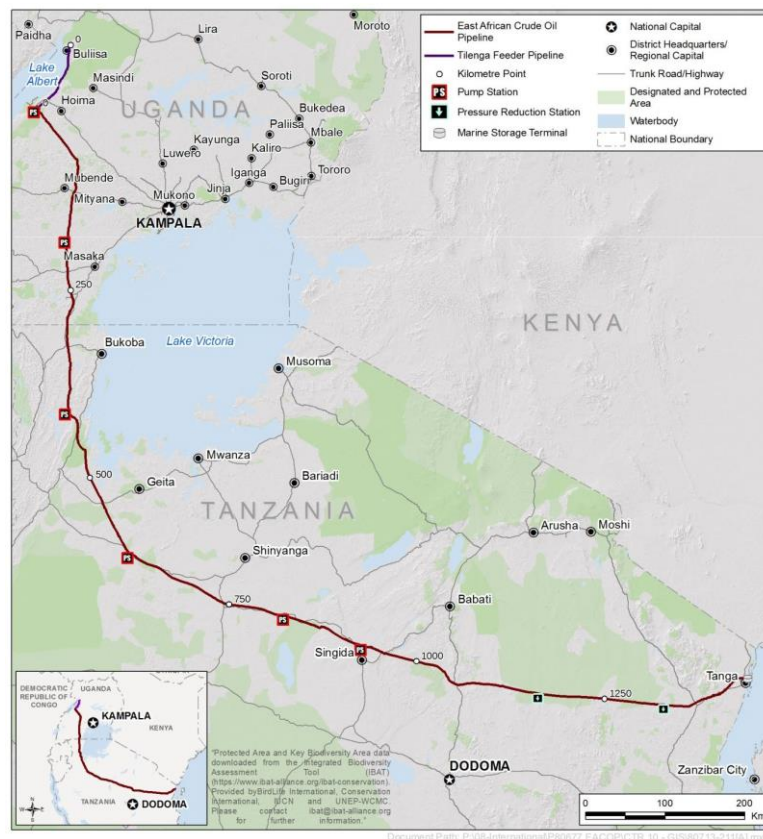 East African Crude Oil
Pipeline
Tilenga Feeder Pipeline
Kilometre Point
Pump Station
Pressure Reduction Station
Marine Storage Terminal
National Capital
District Headquarters/
Regional Capital
Trunk Road/Highway
Designated and Protected
Area
Waterbody
National Boundary
Paidha
0
Buliisa
Lira
Moroto
Lake
Albert
Masindi
Soroti
Hoima
UGANDA
Bukedea
Kayunga
Paliisa
Mbale
Luwero
Kaliro
Mubende
Iganga
Tororo
Mityana
Mukono
Jinja
Bugiri
KAMPALA
Masaka
250
KENYA
Lake Victoria
Bukoba
Musoma
500
Mwanza
Geita
Bariadi
TANZANIA
Arusha
Moshi
Shinyanga
750
Babati
Singida
1000
Tanga
1250
DODOMA
Zanzibar City
DEMOCRATIC
REPUBLIC OF
CONGO
UGANDA
KAMPALA
KENYA
TANZANIA
DODOMA
N
W
E
S
"Protected Area and Key Biodiversity Area data
downloaded from the Integrated Biodiversity
Assessment Tool (IBAT)
(https://www.ibat-alliance.org/ibat-conservation).
Provided byBirdLife International, Conservation
International, IUCN and UNEP-WCMC.
Please contact ibat@ibat-alliance.org
for further information."
0 100 200
Km